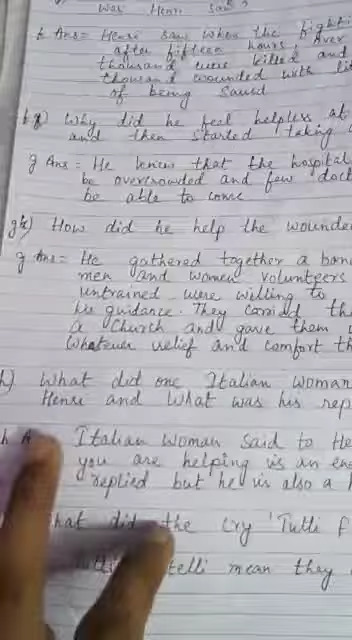 Was Henri sad?
Ans = Henri saw when the fighti
after fifteen hours, over
thousand were killed and
thousand wounded with lit
of being saved
g) Why did he feel helpless at
and then started taking
g Ans = He knew that the hospital
be overcrowded and few doct
be able to come
g) How did he help the wounde
g Ans = He gathered together a ban
men and women volunteers
untrained were willing to
his guidance. They carried th
a Church and gave them
Whatever relief and comfort th
h) What did one Italian woman
Henri and What was his rep
h A Italian woman said to He
you are helping is an en
replied but he is also a
hat did the cry 'Tutti f
telli mean they